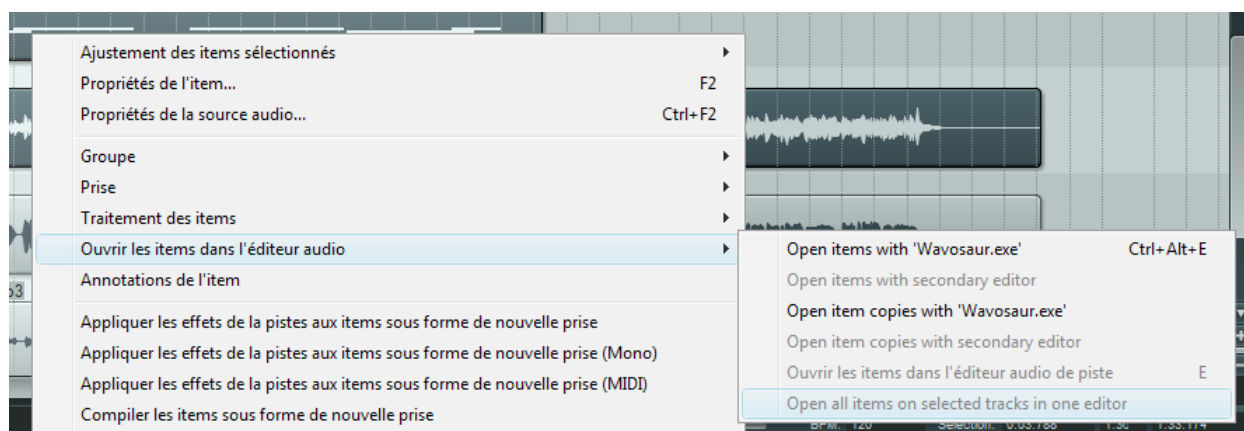 Ajustement des items sélectionnés
Propriétés de l'item... F2
Propriétés de la source audio... Ctrl+F2
Groupe
Prise
Traitement des items
Ouvrir les items dans l'éditeur audio
Annotations de l'item
Appliquer les effets de la pistes aux items sous forme de nouvelle prise
Appliquer les effets de la pistes aux items sous forme de nouvelle prise (Mono)
Appliquer les effets de la pistes aux items sous forme de nouvelle prise (MIDI)
Compiler les items sous forme de nouvelle prise
Open items with 'Wavosaur.exe' Ctrl+Alt+E
Open items with secondary editor
Open item copies with 'Wavosaur.exe'
Open item copies with secondary editor
Ouvrir les items dans l'éditeur audio de piste E
Open all items on selected tracks in one editor